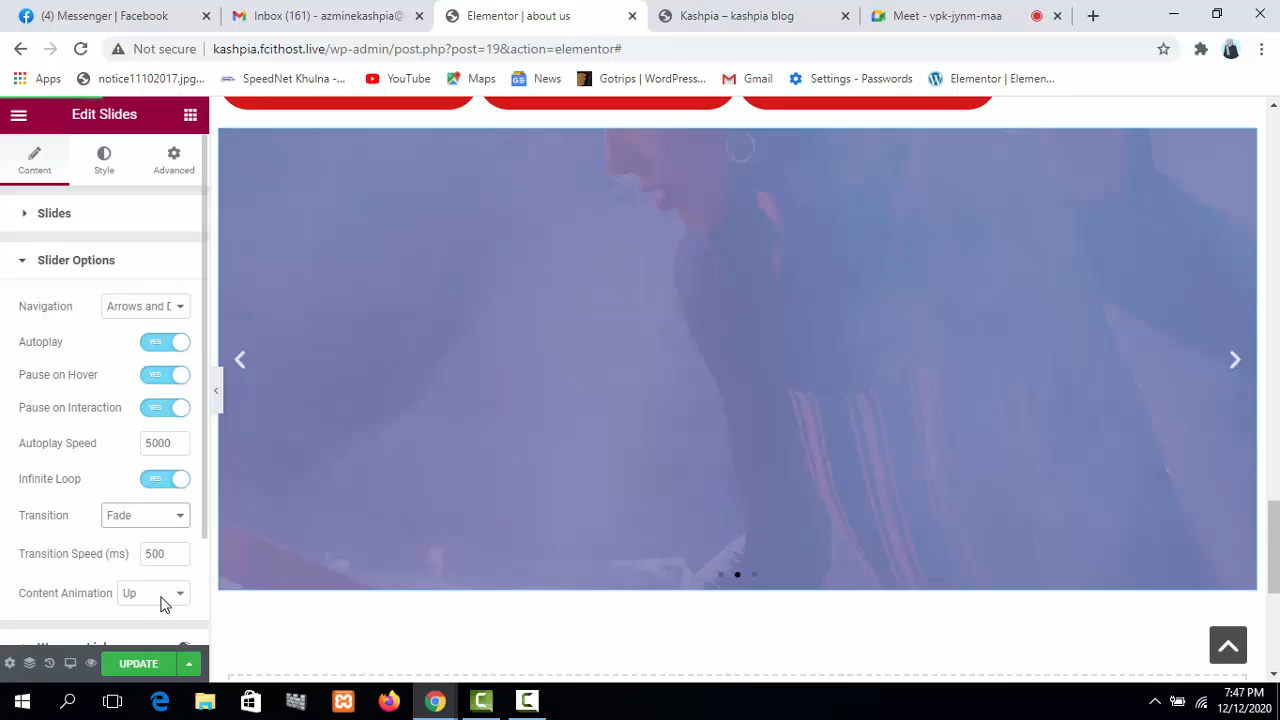 (4) Messenger | Facebook
Inbox (161) - azminekashpia@
Elementor | about us
Kashpia – kashpia blog
Meet - vpk-jynm-maa
Not secure
kashpia.fcithost.live/wp-admin/post.php?post=19&action=elementor#
Apps
notice11102017.jpg...
SpeedNet Khulna -...
YouTube
Maps
News
Gotrips | WordPress...
Gmail
Settings - Passwords
Elementor | Elemen...
Edit Slides
Content
Style
Advanced
Slides
Slider Options
Navigation
Arrows and D
Autoplay
YES
Pause on Hover
YES
Pause on Interaction
YES
Autoplay Speed
5000
Infinite Loop
YES
Transition
Fade
Transition Speed (ms)
500
Content Animation
Up
UPDATE
7:47 PM
12/12/2020